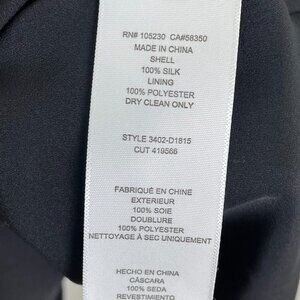 RN# 105230 CA#58350
MADE IN CHINA
SHELL
100% SILK
LINING
100% POLYESTER
DRY CLEAN ONLY
STYLE 3402-D1815
CUT 419566
FABRIQUÉ EN CHINE
EXTERIEUR
100% SOIE
DOUBLURE
100% POLYESTER
NETTOYAGE À SEC UNIQUEMENT
HECHO EN CHINA
CÁSCARA
100% SEDA
REVESTIMIENTO